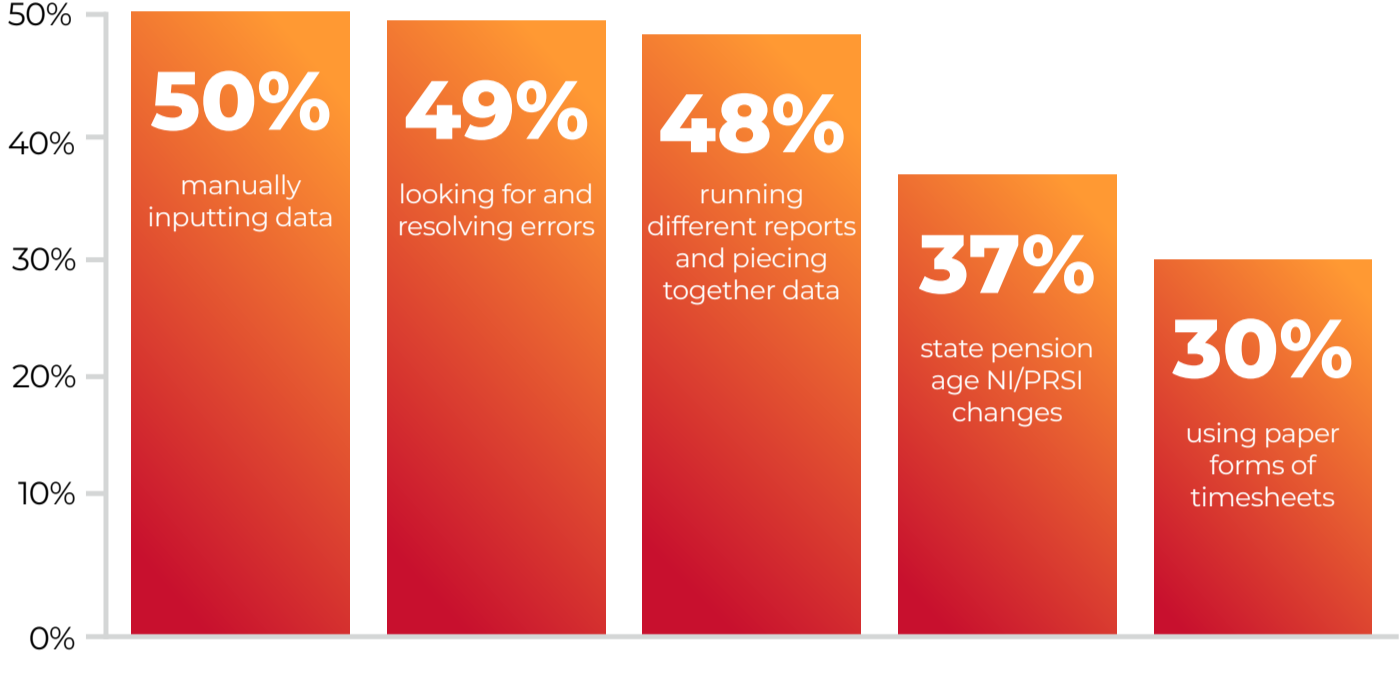 50%
40%
30%
20%
10%
0%
50%
manually
inputting data
49%
looking for and
resolving errors
48%
running
different reports
and piecing
together data
37%
state pension
age NI/PRSI
changes
30%
using paper
forms of
timesheets